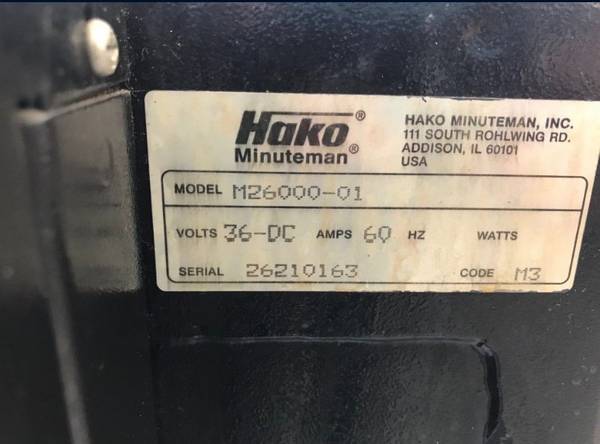 Hako®
Minuteman®
HAKO MINUTEMAN, INC.
111 SOUTH ROHLWING RD.
ADDISON, IL 60101
USA
MODEL M26000-01
VOLTS 36-DC AMPS 60 HZ WATTS
SERIAL 26210163 CODE M3